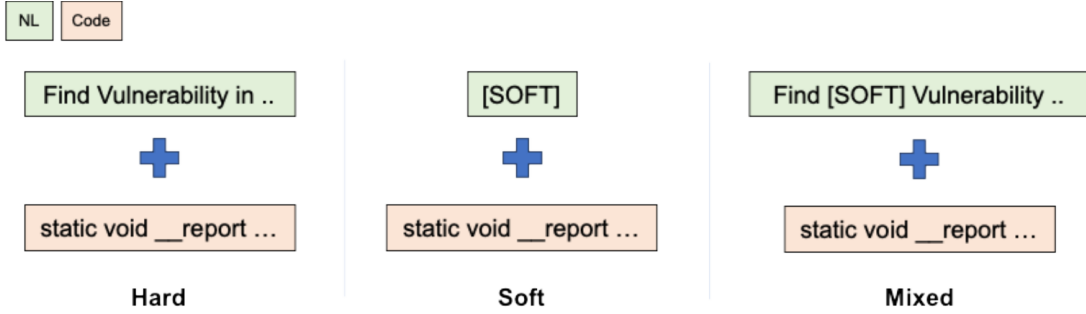 NL Code
Find Vulnerability in .. [SOFT] Find [SOFT] Vulnerability ..
static void __report … static void __report … static void __report …
Hard Soft Mixed